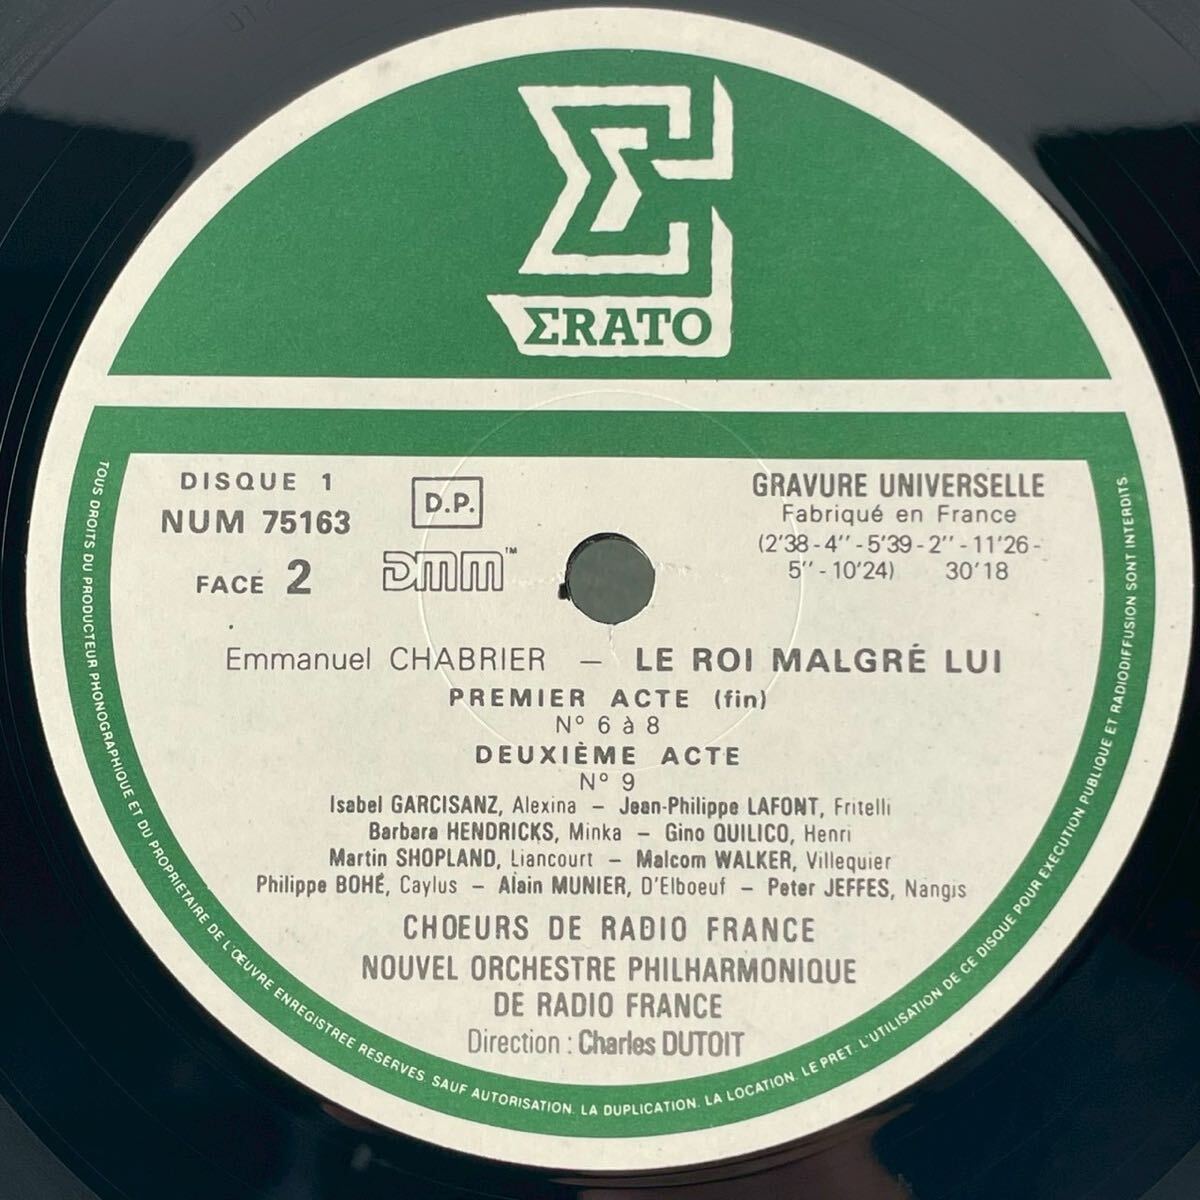 ΣRATO
DISQUE 1
NUM 75163
FACE 2
D.P.
DMM™
GRAVURE UNIVERSELLE
Fabriqué en France
(2'38 - 4'' - 5'39 - 2'' - 11'26 -
5'' - 10'24) 30'18
Emmanuel CHABRIER – LE ROI MALGRÉ LUI
PREMIER ACTE (fin)
N° 6 à 8
DEUXIÈME ACTE
N° 9
Isabel GARCISANZ, Alexina – Jean-Philippe LAFONT, Fritelli
Barbara HENDRICKS, Minka – Gino QUILICO, Henri
Martin SHOPLAND, Liancourt – Malcom WALKER, Villequier
Philippe BOHÉ, Caylus – Alain MUNIER, D'Elboeuf – Peter JEFFES, Nangis
CHOEURS DE RADIO FRANCE
NOUVEL ORCHESTRE PHILHARMONIQUE
DE RADIO FRANCE
Direction : Charles DUTOIT
TOUS DROITS DU PRODUCTEUR PHONOGRAPHIQUE ET DU PROPRIETAIRE DE L'ŒUVRE ENREGISTREE RESERVES. SAUF AUTORISATION. LA DUPLICATION. LA LOCATION. LE PRET. L'UTILISATION DE CE DISQUE POUR EXECUTION PUBLIQUE ET RADIODIFFUSION SONT INTERDITS